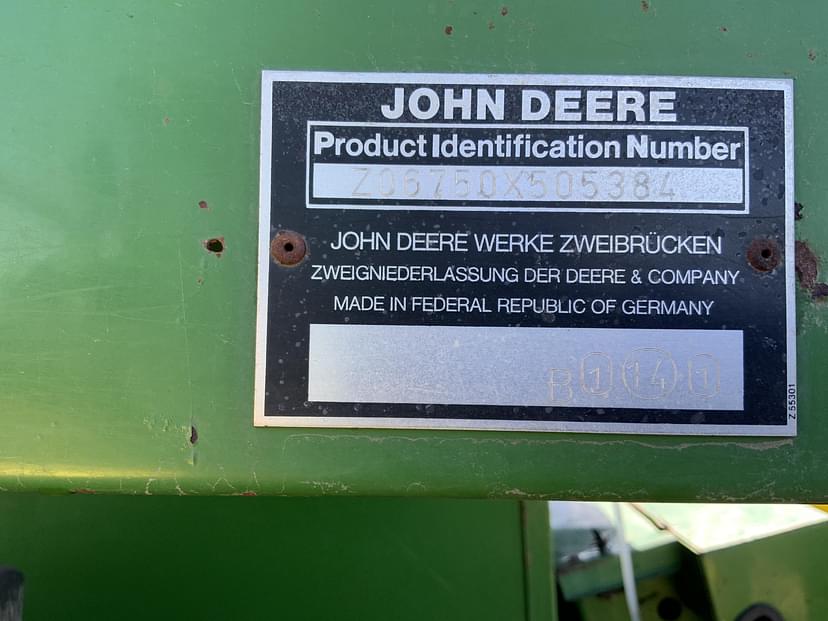 JOHN DEERE
Product Identification Number
Z06750X505384
JOHN DEERE WERKE ZWEIBRÜCKEN
ZWEIGNIEDERLASSUNG DER DEERE & COMPANY
MADE IN FEDERAL REPUBLIC OF GERMANY
B 1 14 1
Z 55301